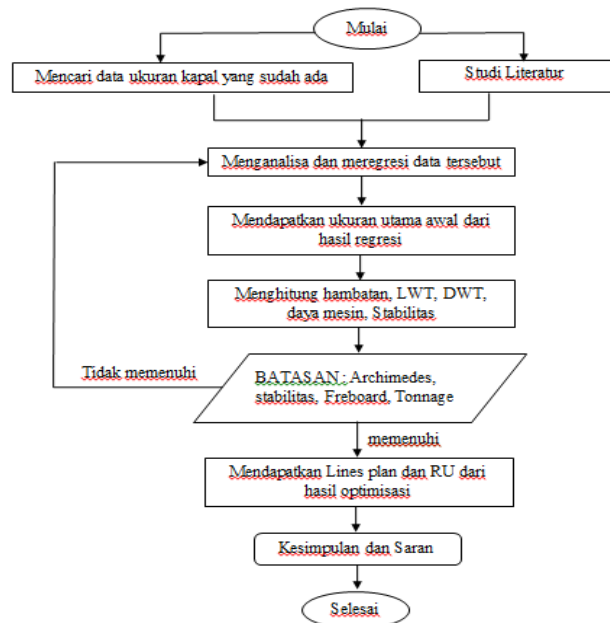 Mulai
Mencari data ukuran kapal yang sudah ada
Studi Literatur
Menganalisa dan meregresi data tersebut
Mendapatkan ukuran utama awal dari
hasil regresi
Menghitung hambatan, LWT, DWT,
daya mesin, Stabilitas
Tidak memenuhi
BATASAN : Archimedes,
stabilitas, Freboard, Tonnage
memenuhi
Mendapatkan Lines plan dan RU dari
hasil optimisasi
Kesimpulan dan Saran
Selesai